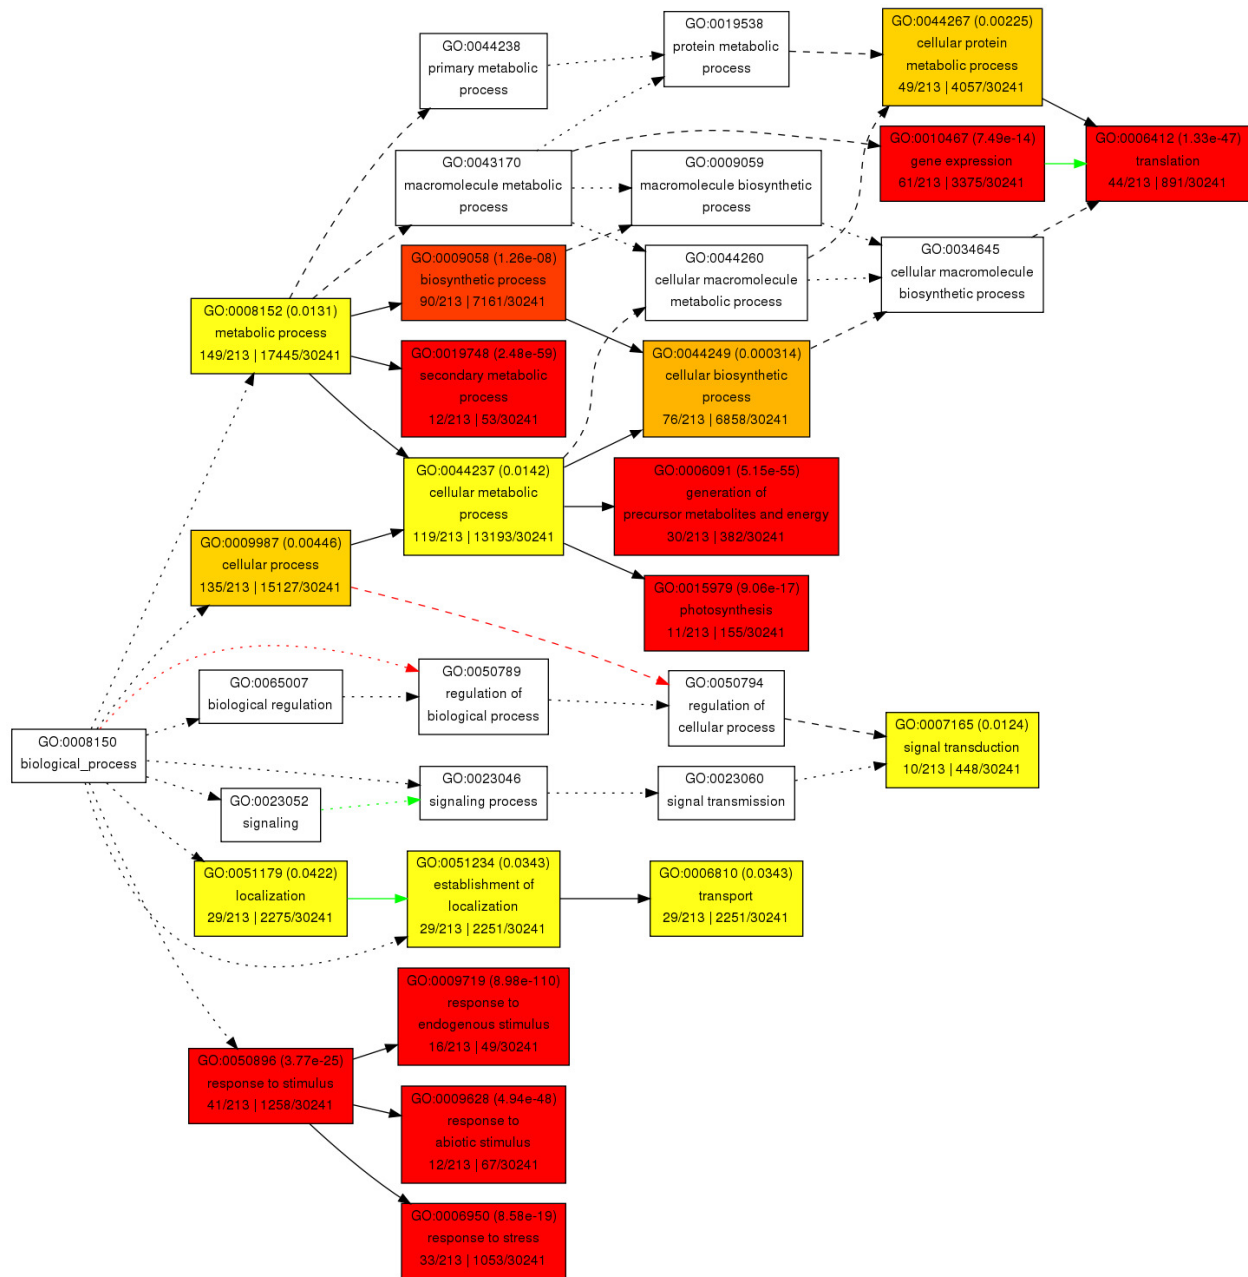 GO:0044238
primary metabolic
process
GO:0019538
protein metabolic
process
GO:0044267 (0.00225)
cellular protein
metabolic process
49/213 | 4057/30241
GO:0043170
macromolecule metabolic
process
GO:0009059
macromolecule biosynthetic
process
GO:0010467 (7.49e-14)
gene expression
61/213 | 3375/30241
GO:0006412 (1.33e-47)
translation
44/213 | 891/30241
GO:0009058 (1.26e-08)
biosynthetic process
90/213 | 7161/30241
GO:0044260
cellular macromolecule
metabolic process
GO:0034645
cellular macromolecule
biosynthetic process
GO:0008152 (0.0131)
metabolic process
149/213 | 17445/30241
GO:0019748 (2.48e-59)
secondary metabolic
process
12/213 | 53/30241
GO:0044249 (0.000314)
cellular biosynthetic
process
76/213 | 6858/30241
GO:0044237 (0.0142)
cellular metabolic
process
119/213 | 13193/30241
GO:0006091 (5.15e-55)
generation of
precursor metabolites and energy
30/213 | 382/30241
GO:0009987 (0.00446)
cellular process
135/213 | 15127/30241
GO:0015979 (9.06e-17)
photosynthesis
11/213 | 155/30241
GO:0065007
biological regulation
GO:0050789
regulation of
biological process
GO:0050794
regulation of
cellular process
GO:0007165 (0.0124)
signal transduction
10/213 | 448/30241
GO:0008150
biological_process
GO:0023052
signaling
GO:0023046
signaling process
GO:0023060
signal transmission
GO:0051179 (0.0422)
localization
29/213 | 2275/30241
GO:0051234 (0.0343)
establishment of
localization
29/213 | 2251/30241
GO:0006810 (0.0343)
transport
29/213 | 2251/30241
GO:0009719 (8.98e-110)
response to
endogenous stimulus
16/213 | 49/30241
GO:0050896 (3.77e-25)
response to stimulus
41/213 | 1258/30241
GO:0009628 (4.94e-48)
response to
abiotic stimulus
12/213 | 67/30241
GO:0006950 (8.58e-19)
response to stress
33/213 | 1053/30241